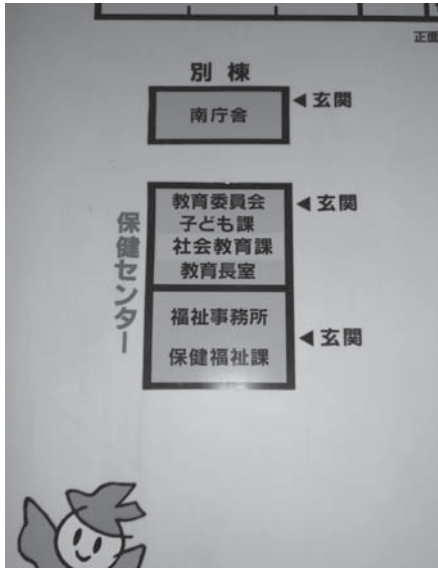 正面
別棟
南庁舎
◀玄関
教育委員会
子ども課
社会教育課
教育長室
◀玄関
保健センター
福祉事務所
保健福祉課
◀玄関